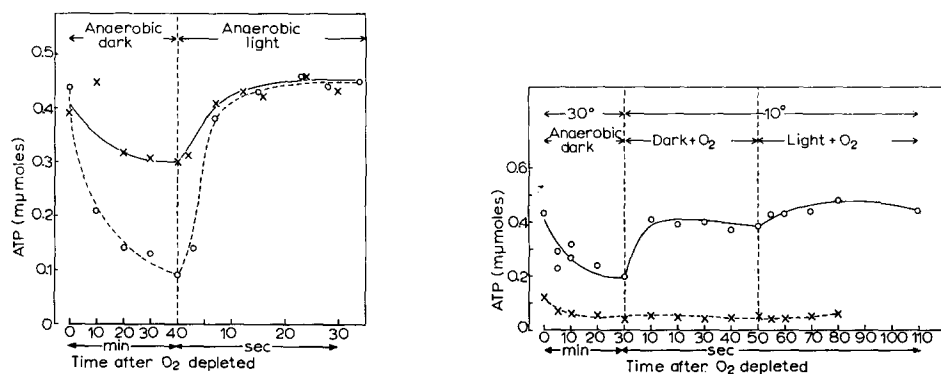 Anaerobic dark
Anaerobic light
0.5
0.4
0.3
0.2
0.1
0
ATP (mμmoles)
0 10 20 30 40 10 20 30
min sec
Time after O₂ depleted
30° 10°
Anaerobic dark
Dark + O₂
Light + O₂
0.6
0.4
0.2
0
ATP (mμmoles)
0 10 20 30 10 20 30 40 50 60 70 80 90 100 110
min sec
Time after O₂ depleted